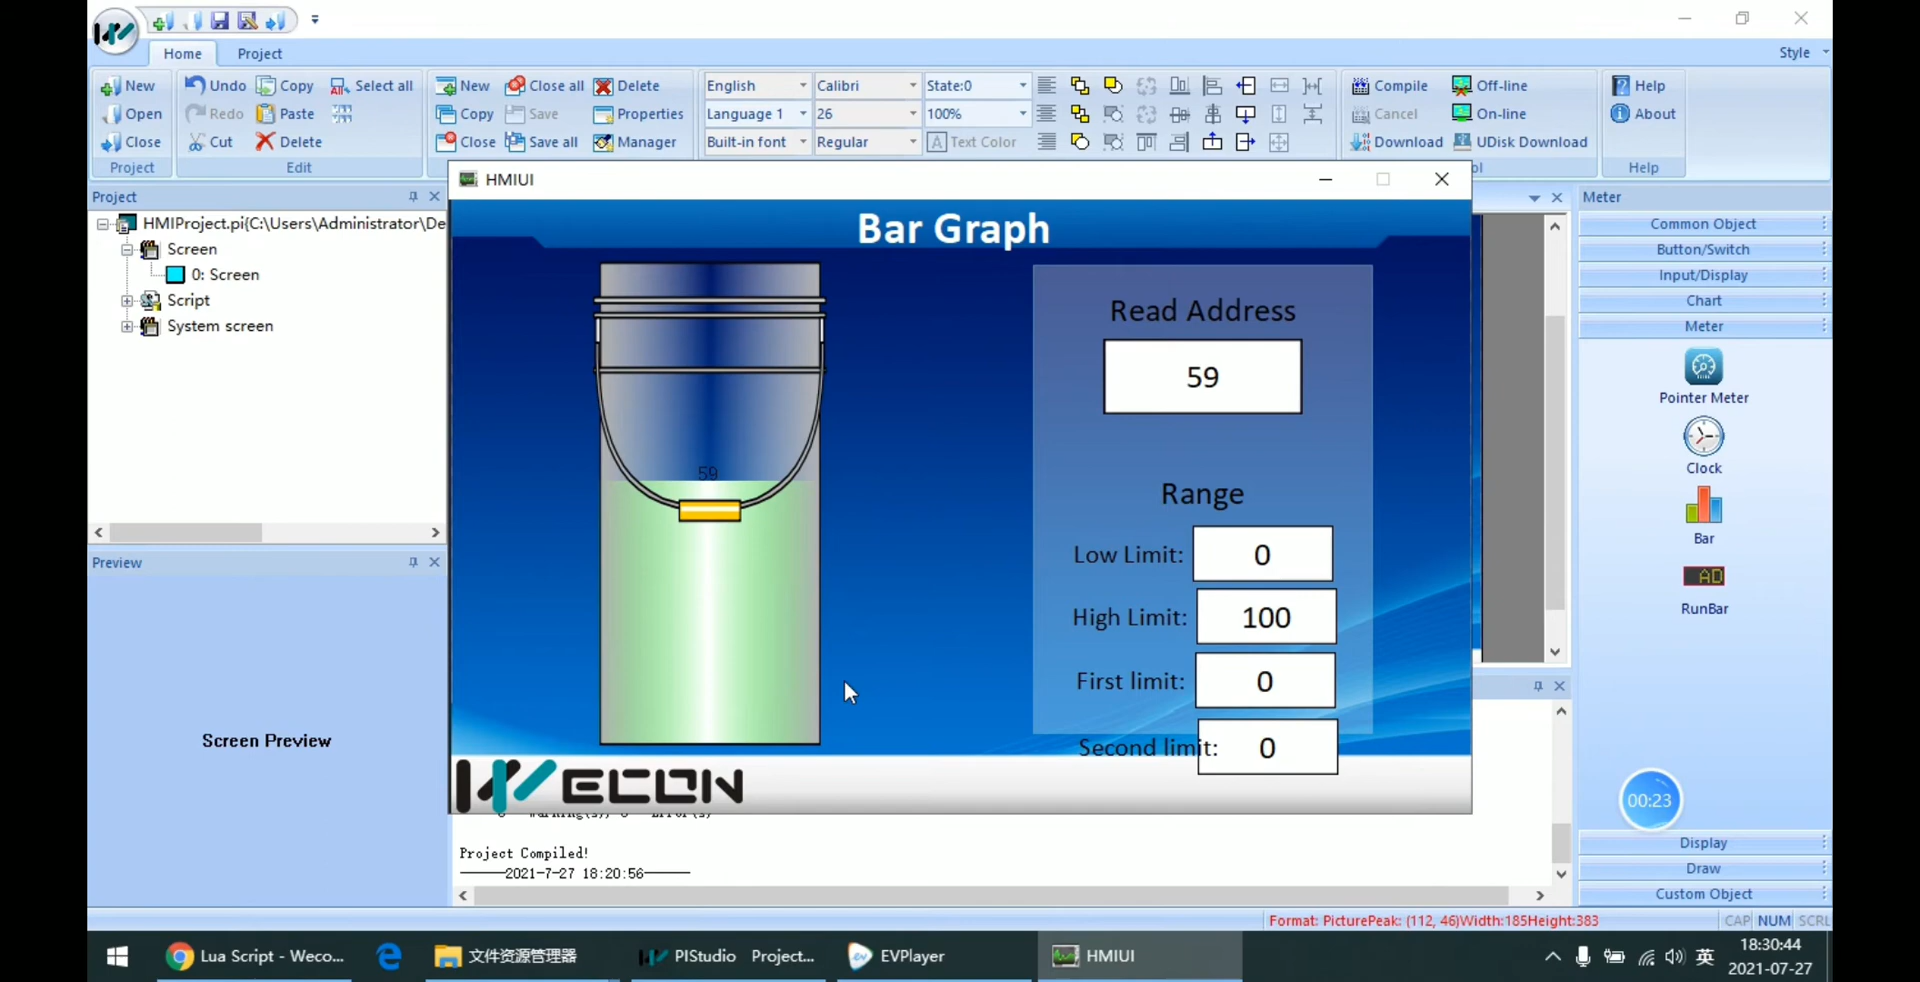 Home Project Style
New Undo Copy Select all New Close all Delete English Calibri State:0 Compile Off-line Help
Open Redo Paste Copy Save Properties Language 1 26 100% Cancel On-line About
Close Cut Delete Close Save all Manager Built-in font Regular A Text Color Download UDisk Download
Project Edit Help
Project
HMIProject.pi{C:\Users\Administrator\De
Screen
0: Screen
Script
System screen
Preview
Screen Preview
HMIUI
Bar Graph
59
Read Address
59
Range
Low Limit: 0
High Limit: 100
First limit: 0
Second limit: 0
WECON
Project Compiled!
2021-7-27 18:20:56
Meter
Common Object
Button/Switch
Input/Display
Chart
Meter
Pointer Meter
Clock
Bar
AD
RunBar
00:23
Display
Draw
Custom Object
Format: PicturePeak: (112, 46)Width:185Height:383 CAP NUM SCRL
Lua Script - Weco... 文件资源管理器 PIStudio Project... EVPlayer HMIUI 英 18:30:44
2021-07-27